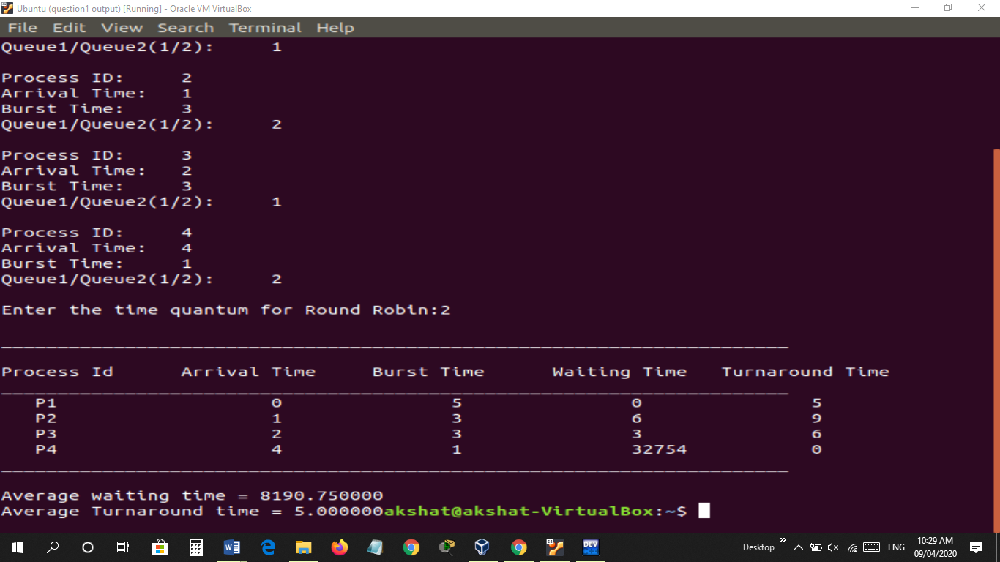 Ubuntu (question1 output) [Running] - Oracle VM VirtualBox
File Edit View Search Terminal Help
Queue1/Queue2(1/2): 1
Process ID: 2
Arrival Time: 1
Burst Time: 3
Queue1/Queue2(1/2): 2
Process ID: 3
Arrival Time: 2
Burst Time: 3
Queue1/Queue2(1/2): 1
Process ID: 4
Arrival Time: 4
Burst Time: 1
Queue1/Queue2(1/2): 2
Enter the time quantum for Round Robin:2
Process Id Arrival Time Burst Time Waiting Time Turnaround Time
P1 0 5 0 5
P2 1 3 6 9
P3 2 3 3 6
P4 4 1 32754 0
Average waiting time = 8190.750000
Average Turnaround time = 5.000000akshat@akshat-VirtualBox:~$
Desktop » ENG 10:29 AM
09/04/2020
W
64
DEV